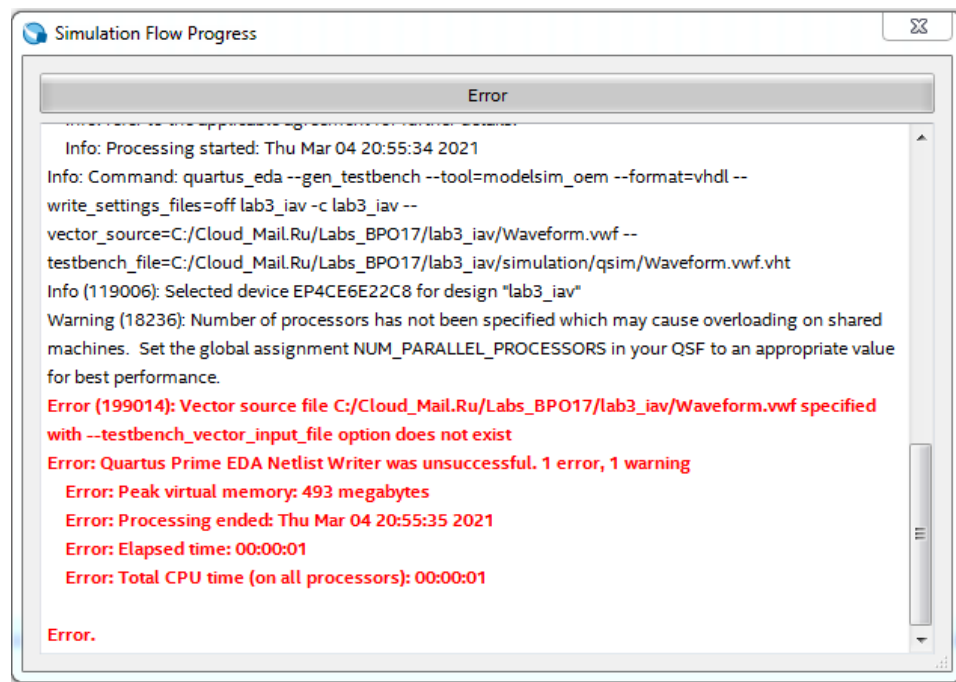 Simulation Flow Progress
Error
Info: Processing started: Thu Mar 04 20:55:34 2021
Info: Command: quartus_eda --gen_testbench --tool=modelsim_oem --format=vhdl --
write_settings_files=off lab3_iav -c lab3_iav --
vector_source=C:/Cloud_Mail.Ru/Labs_BPO17/lab3_iav/Waveform.vwf --
testbench_file=C:/Cloud_Mail.Ru/Labs_BPO17/lab3_iav/simulation/qsim/Waveform.vwf.vht
Info (119006): Selected device EP4CE6E22C8 for design "lab3_iav"
Warning (18236): Number of processors has not been specified which may cause overloading on shared
machines. Set the global assignment NUM_PARALLEL_PROCESSORS in your QSF to an appropriate value
for best performance.
Error (199014): Vector source file C:/Cloud_Mail.Ru/Labs_BPO17/lab3_iav/Waveform.vwf specified
with --testbench_vector_input_file option does not exist
Error: Quartus Prime EDA Netlist Writer was unsuccessful. 1 error, 1 warning
Error: Peak virtual memory: 493 megabytes
Error: Processing ended: Thu Mar 04 20:55:35 2021
Error: Elapsed time: 00:00:01
Error: Total CPU time (on all processors): 00:00:01
Error.